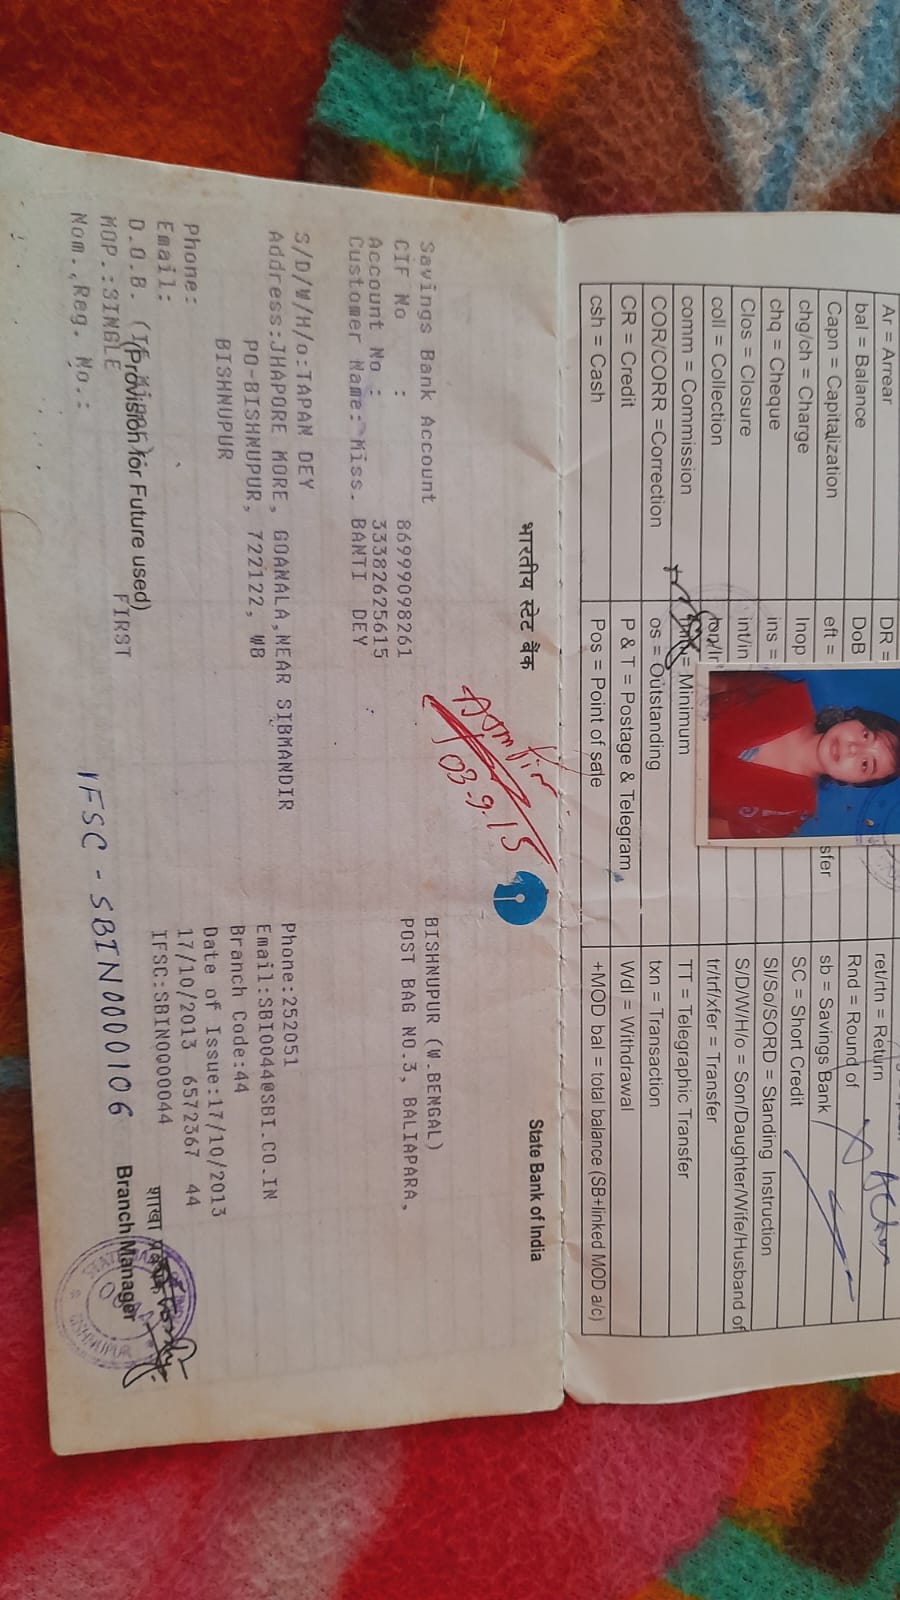 Ar = Arrear
bal = Balance
Capn = Capitalization
chg/ch = Charge
chq = Cheque
Clos = Closure
coll = Collection
comm = Commission
COR/CORR =Correction
CR = Credit
csh = Cash
DR =
DoB
eft =
Inop
ins =
int/in
= Minimum
os = Outstanding
P & T = Postage & Telegram
Pos = Point of sale
sfer
ret/rtn = Return
Rnd = Round of
sb = Savings Bank
SC = Short Credit
SI/So/SORD = Standing Instruction
S/D/W/H/o = Son/Daughter/Wife/Husband of
tr/trf/xfer = Transfer
TT = Telegraphic Transfer
txn = Transaction
Wdl = Withdrawal
+MOD bal = total balance (SB+linked MOD a/c)
भारतीय स्टेट बैंक
State Bank of India
03.9.15
Savings Bank Account
CIF No : 86999098261
Account No : 33382625615
Customer Name: Miss. BANTI DEY
S/D/W/H/o:TAPAN DEY
Address:JHAPORE MORE, GOANALA,NEAR SIBMANDIR
PO-BISHNUPUR, 722122, WB
BISHNUPUR
Phone:
Email:
D.O.B.
(Provision for Future used)
MOP.:SINGLE FIRST
Nom.,Reg. No.:
BISHNUPUR (W.BENGAL)
POST BAG NO.3, BALIAPARA,
Phone:252051
Email:SBI0044@SBI.CO.IN
Branch Code:44
Date of Issue:17/10/2013
17/10/2013 6572367 44
IFSC:SBIN0000044
IFSC - SBIN0000106
शाखा
Branch Manager
BISHNUPUR